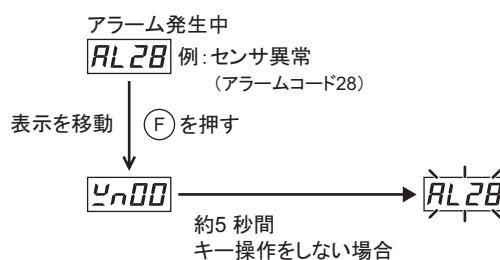 アラーム発生中
AL28 例:センサ異常
(アラームコード28)
表示を移動 Fを押す
Un00
AL28
約5 秒間
キー操作をしない場合